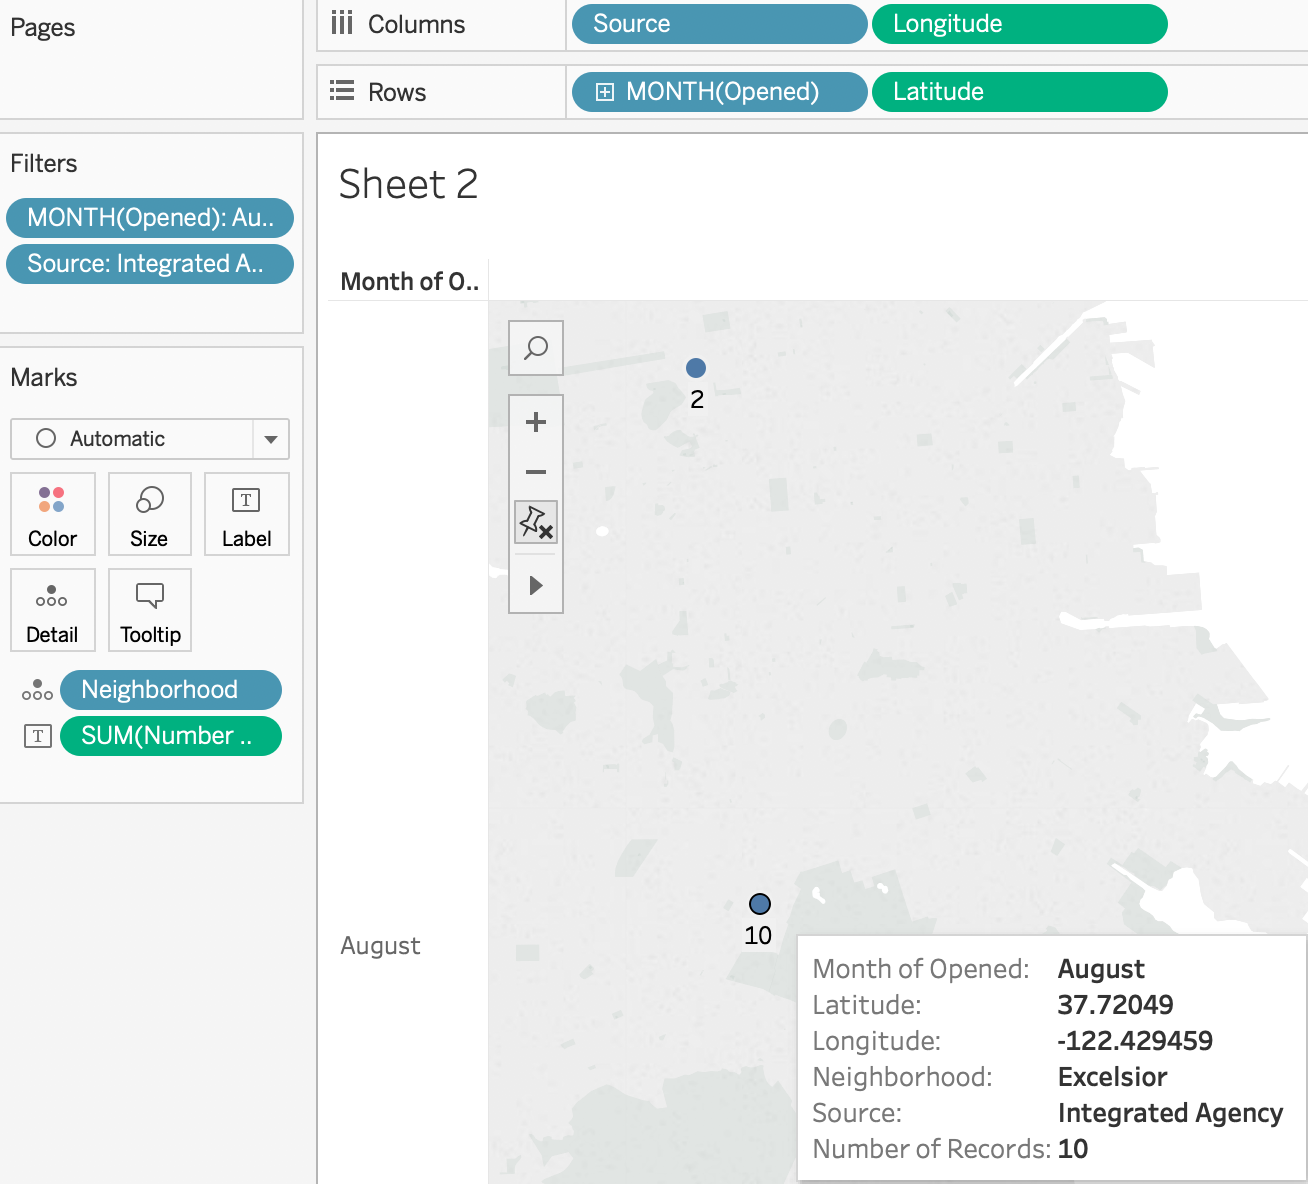 Pages
Columns
Source
Longitude
Rows
MONTH(Opened)
Latitude
Filters
MONTH(Opened): Au..
Source: Integrated A..
Marks
Automatic
Color
Size
T
Label
Detail
Tooltip
Neighborhood
T
SUM(Number ..
Sheet 2
Month of O..
August
2
10
Month of Opened: August
Latitude: 37.72049
Longitude: -122.429459
Neighborhood: Excelsior
Source: Integrated Agency
Number of Records: 10